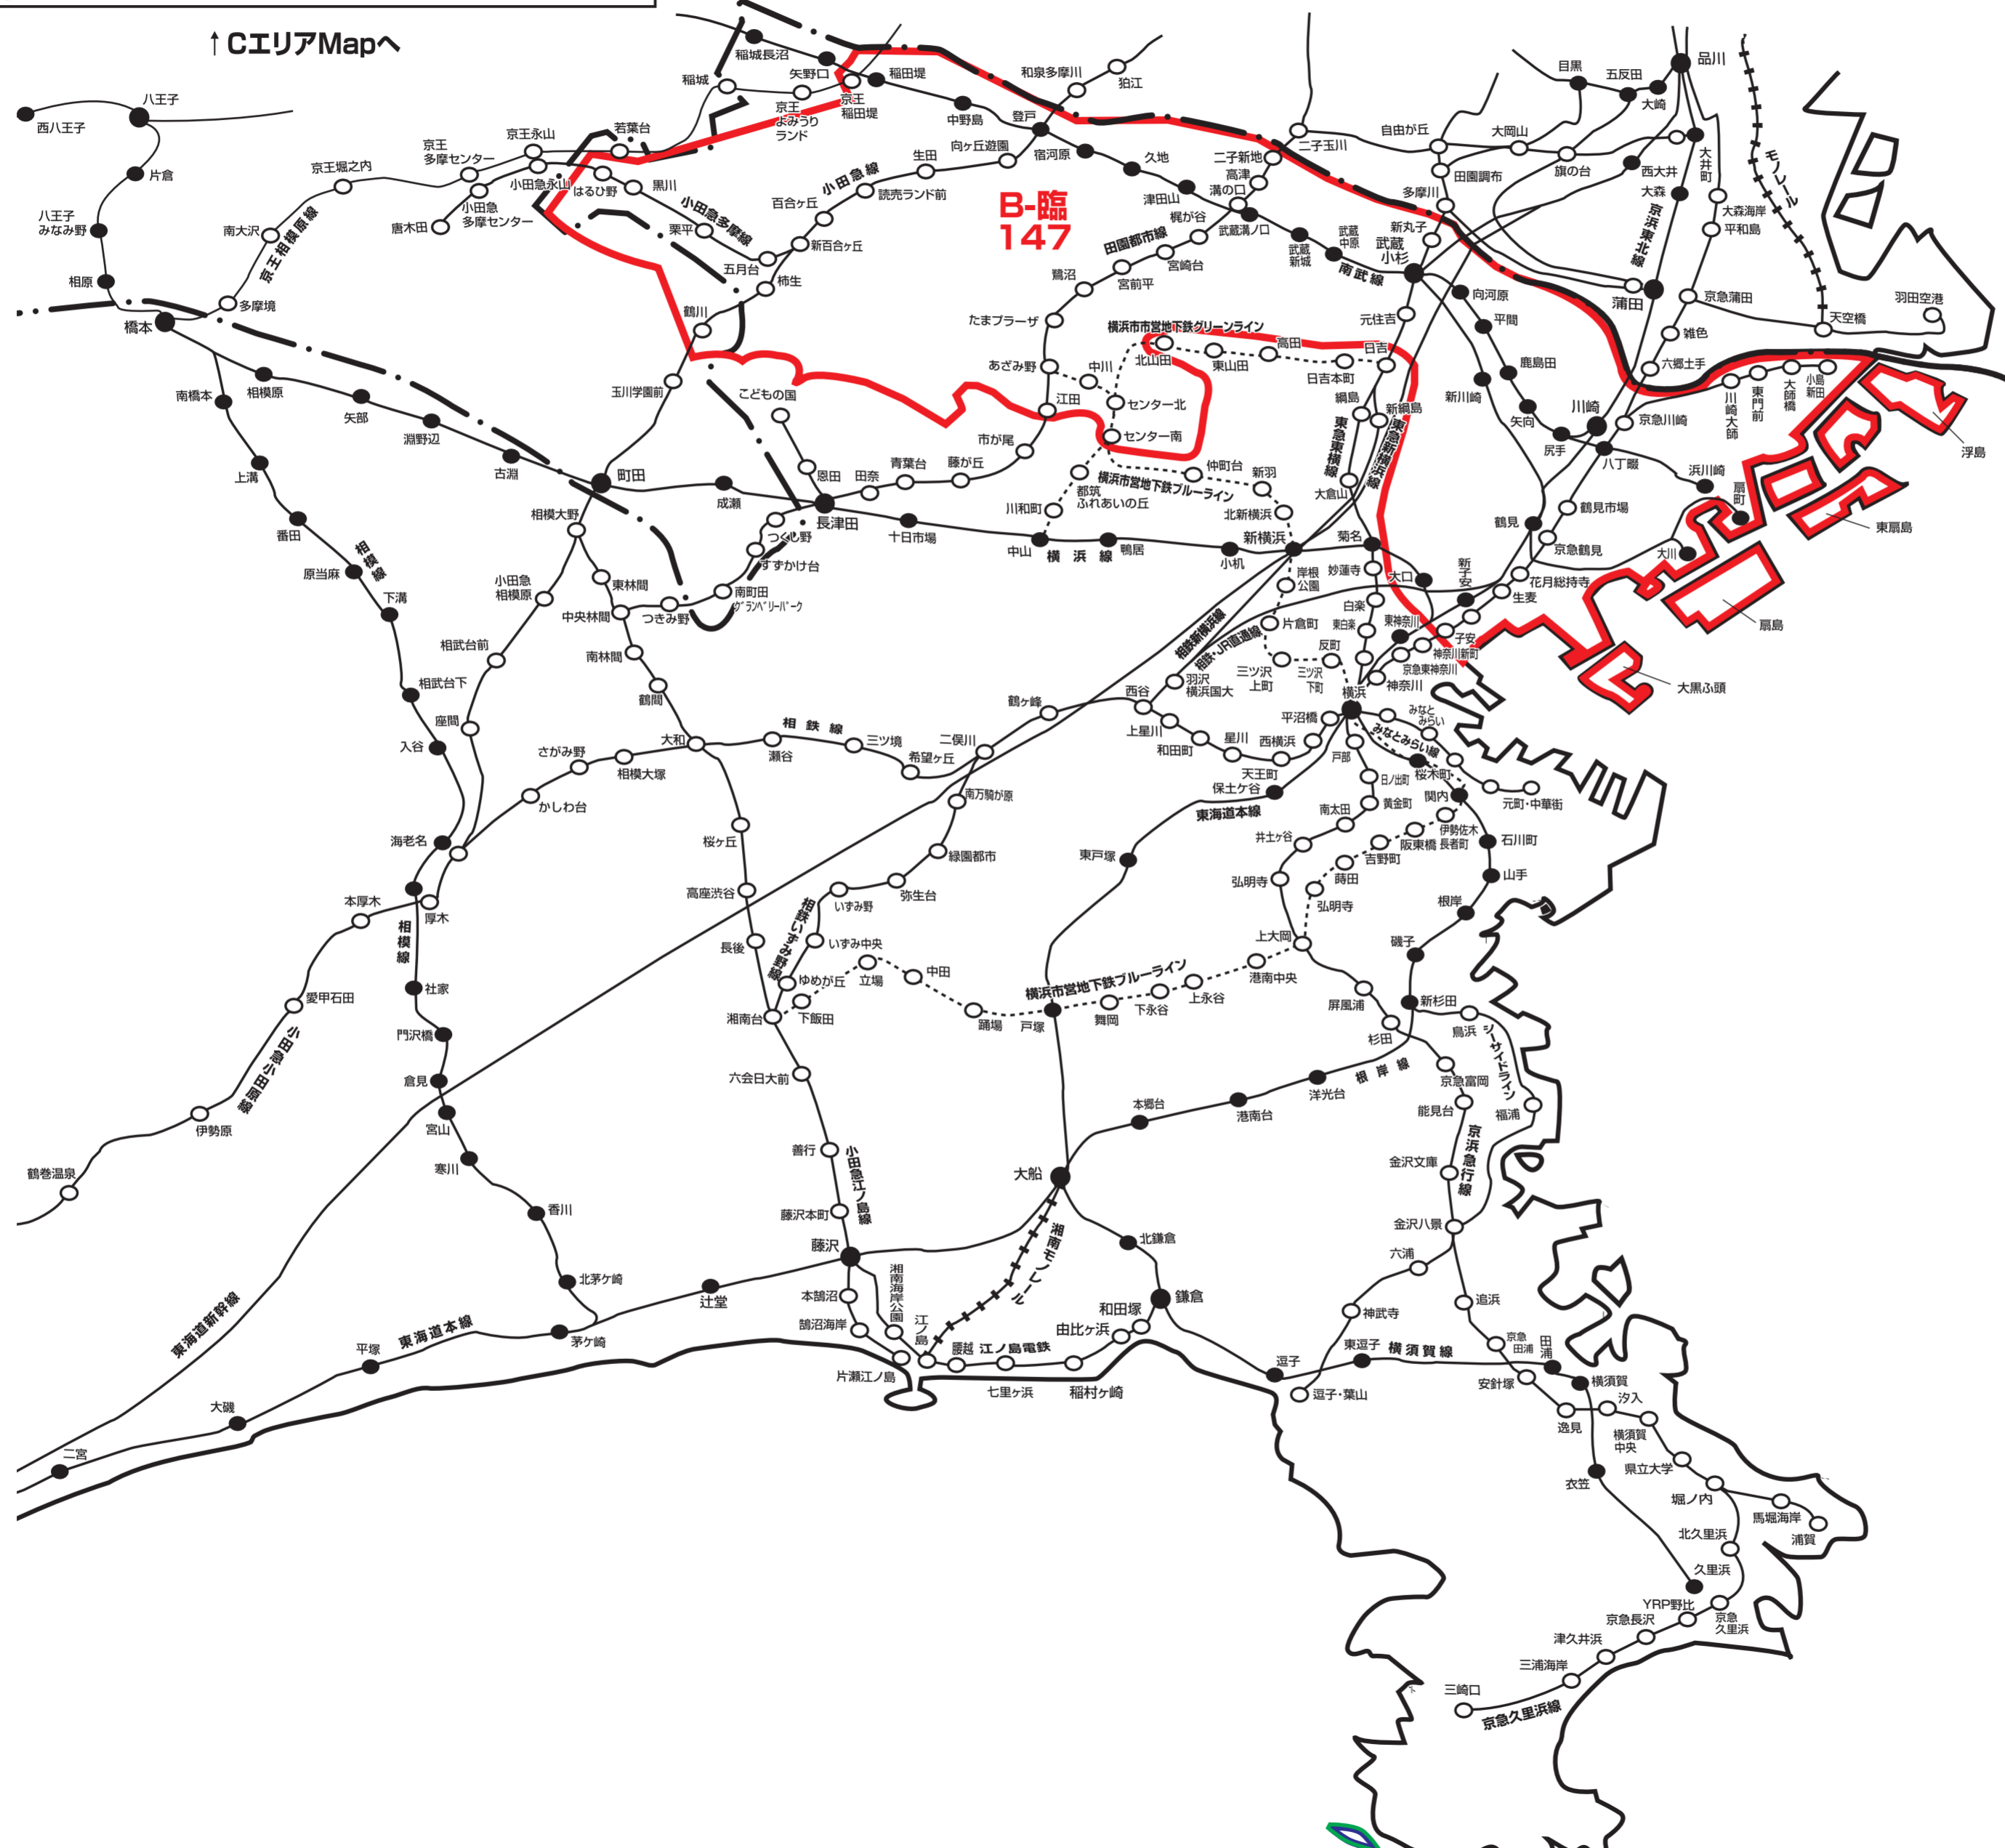 ↑CエリアMapへ
稲城長沼
稲城
矢野口
稲田堤
京王
よみうり
ランド
京王
稲田堤
和泉多摩川
狛江
中野島
登戸
宿河原
久地
目黒
五反田
大崎
品川
自由が丘
大岡山
旗の台
西大井
大井町
モノレール
西八王子
八王子
片倉
八王子
みなみ野
相原
橋本
京王堀之内
南大沢
京王相模原線
多摩境
京王
多摩センター
京王永山
若葉台
小田急永山
はるひ野
黒川
小田急
多摩センター
唐木田
小田急多摩線
栗平
五月台
新百合ヶ丘
百合ヶ丘
小田急線
読売ランド前
生田
向ヶ丘遊園
柿生
鶴川
B-臨
147
二子新地
高津
溝の口
二子玉川
津田山
武蔵溝ノ口
梶が谷
田園都市線
宮崎台
宮前平
鷺沼
たまプラーザ
武蔵
新城
武蔵
中原
南武線
武蔵
小杉
新丸子
多摩川
田園調布
大森
大森海岸
平和島
京浜東北線
蒲田
京急蒲田
羽田空港
天空橋
雑色
六郷土手
向河原
平間
鹿島田
元住吉
横浜市市営地下鉄グリーンライン
北山田
東山田
高田
日吉
日吉本町
あざみ野
中川
センター北
センター南
江田
市が尾
藤が丘
青葉台
田奈
恩田
こどもの国
玉川学園前
南橋本
相模原
矢部
淵野辺
古淵
町田
成瀬
長津田
上溝
番田
相模線
原当麻
下溝
相模大野
小田急
相模原
東林間
中央林間
つきみ野
南町田
グランベリーパーク
すずかけ台
つくし野
十日市場
中山
横浜線
鴨居
小机
新横浜
川和町
都筑
ふれあいの丘
横浜市営地下鉄ブルーライン
仲町台
新羽
北新横浜
綱島
新綱島
東急東横線
東急新横浜線
大倉山
菊名
新川崎
矢向
尻手
川崎
京急川崎
八丁畷
川崎大師
東門前
大師橋
小島
新田
浮島
浜川崎
扇町
東扇島
鶴見
鶴見市場
京急鶴見
大川
花月総持寺
生麦
新子安
大口
妙蓮寺
岸根
公園
白楽
東白楽
東神奈川
子安
神奈川新町
京急東神奈川
神奈川
反町
片倉町
三ツ沢
上町
三ツ沢
下町
相鉄新横浜線
相鉄・JR直通線
羽沢
横浜国大
扇島
大黒ふ頭
相武台前
相武台下
座間
入谷
南林間
鶴間
大和
相鉄線
瀬谷
三ツ境
希望ヶ丘
二俣川
鶴ヶ峰
西谷
上星川
和田町
星川
天王町
西横浜
平沼橋
横浜
みなと
みらい
みなとみらい線
戸部
桜木町
日ノ出町
関内
元町・中華街
保土ケ谷
東海道本線
南太田
黄金町
井土ヶ谷
伊勢佐木
長者町
阪東橋
吉野町
蒔田
石川町
山手
根岸
さがみ野
相模大塚
かしわ台
海老名
本厚木
厚木
相模線
桜ヶ丘
高座渋谷
長後
南万騎が原
緑園都市
弥生台
いずみ野
相鉄いずみ野線
いずみ中央
ゆめが丘
立場
中田
下飯田
湘南台
踊場
戸塚
東戸塚
横浜市営地下鉄ブルーライン
舞岡
下永谷
上永谷
港南中央
上大岡
弘明寺
弘明寺
磯子
屏風浦
新杉田
杉田
鳥浜
シーサイドライン
京急富岡
能見台
福浦
愛甲石田
小田急小田原線
伊勢原
鶴巻温泉
社家
門沢橋
倉見
宮山
寒川
香川
北茅ケ崎
六会日大前
善行
小田急江ノ島線
藤沢本町
藤沢
本郷台
港南台
洋光台
根岸線
大船
京浜急行線
金沢文庫
金沢八景
六浦
追浜
神武寺
北鎌倉
鎌倉
和田塚
由比ヶ浜
湘南モノレール
湘南海岸公園
江ノ島
本鵠沼
鵠沼海岸
片瀬江ノ島
腰越
江ノ島電鉄
七里ヶ浜
稲村ヶ崎
辻堂
茅ケ崎
東海道本線
平塚
東海道新幹線
大磯
二宮
逗子
東逗子
横須賀線
逗子・葉山
京急
田浦
田浦
安針塚
横須賀
逸見
汐入
横須賀
中央
県立大学
衣笠
堀ノ内
馬堀海岸
浦賀
北久里浜
久里浜
京急
久里浜
YRP野比
京急長沢
津久井浜
三浦海岸
三崎口
京急久里浜線